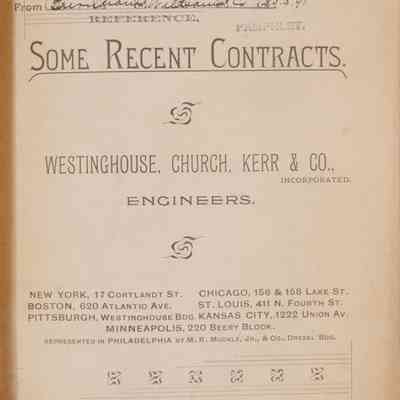 From
REFERENCE,
PAMPHLET.
SOME RECENT CONTRACTS.
WESTINGHOUSE, CHURCH, KERR & CO.,
INCORPORATED.
ENGINEERS.
NEW YORK, 17 CORTLANDT ST. CHICAGO, 156 & 158 LAKE ST.
BOSTON, 620 ATLANTIC AVE. ST. LOUIS, 411 N. FOURTH ST.
PITTSBURGH, WESTINGHOUSE BDG. KANSAS CITY, 1222 UNION AV.
MINNEAPOLIS, 220 BEERY BLOCK.
REPRESENTED IN PHILADELPHIA BY M. R. MUCKLE, JR., & CO., DREXEL BDG.